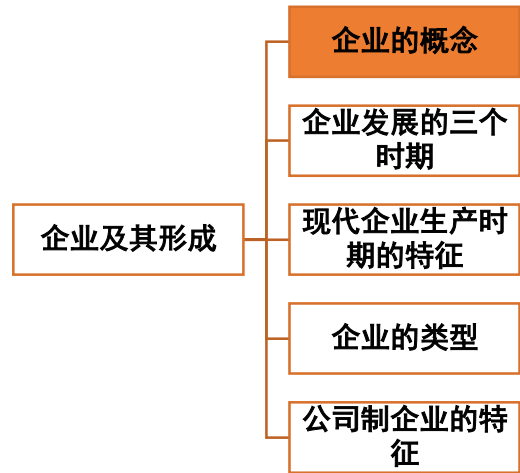 企业的概念
企业发展的三个
时期
现代企业生产时
期的特征
企业及其形成
企业的类型
公司制企业的特
征